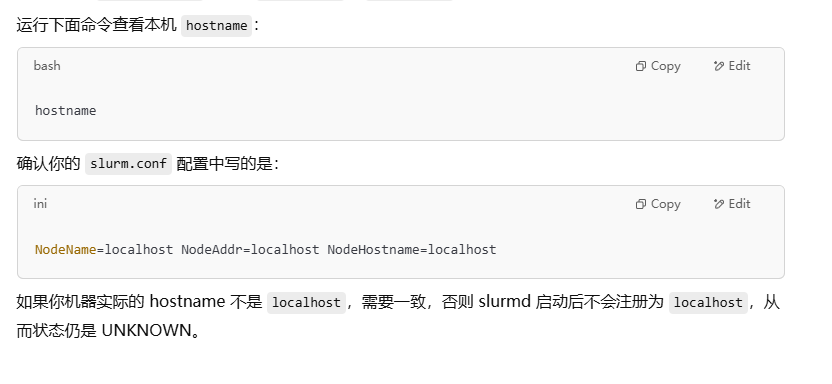 运行下面命令查看本机 hostname：
bash Copy Edit
hostname
确认你的 slurm.conf 配置中写的是：
ini Copy Edit
NodeName=localhost NodeAddr=localhost NodeHostname=localhost
如果你机器实际的 hostname 不是 localhost，需要一致，否则 slurmd 启动后不会注册为 localhost，从
而状态仍是 UNKNOWN。